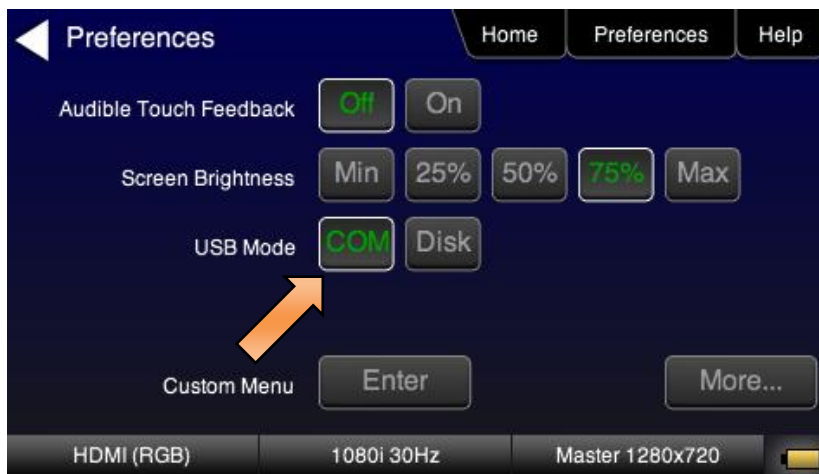 Preferences Home Preferences Help
Audible Touch Feedback Off On
Screen Brightness Min 25% 50% 75% Max
USB Mode COM Disk
Custom Menu Enter More...
HDMI (RGB) 1080i 30Hz Master 1280x720